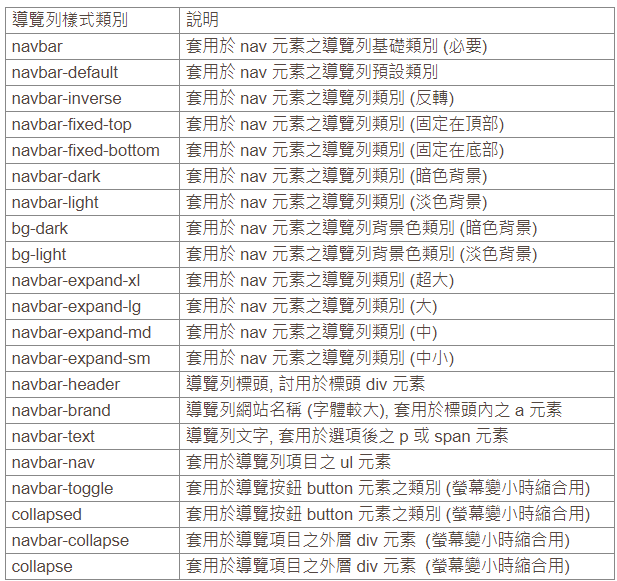 導覽列樣式類別 說明
navbar 套用於 nav 元素之導覽列基礎類別 (必要)
navbar-default 套用於 nav 元素之導覽列預設類別
navbar-inverse 套用於 nav 元素之導覽列類別 (反轉)
navbar-fixed-top 套用於 nav 元素之導覽列類別 (固定在頂部)
navbar-fixed-bottom 套用於 nav 元素之導覽列類別 (固定在底部)
navbar-dark 套用於 nav 元素之導覽列類別 (暗色背景)
navbar-light 套用於 nav 元素之導覽列類別 (淡色背景)
bg-dark 套用於 nav 元素之導覽列背景色類別 (暗色背景)
bg-light 套用於 nav 元素之導覽列背景色類別 (淡色背景)
navbar-expand-xl 套用於 nav 元素之導覽列類別 (超大)
navbar-expand-lg 套用於 nav 元素之導覽列類別 (大)
navbar-expand-md 套用於 nav 元素之導覽列類別 (中)
navbar-expand-sm 套用於 nav 元素之導覽列類別 (中小)
navbar-header 導覽列標頭, 討用於標頭 div 元素
navbar-brand 導覽列網站名稱 (字體較大), 套用於標頭內之 a 元素
navbar-text 導覽列文字, 套用於選項後之 p 或 span 元素
navbar-nav 套用於導覽列項目之 ul 元素
navbar-toggle 套用於導覽按鈕 button 元素之類別 (螢幕變小時縮合用)
collapsed 套用於導覽按鈕 button 元素之類別 (螢幕變小時縮合用)
navbar-collapse 套用於導覽項目之外層 div 元素 (螢幕變小時縮合用)
collapse 套用於導覽項目之外層 div 元素 (螢幕變小時縮合用)